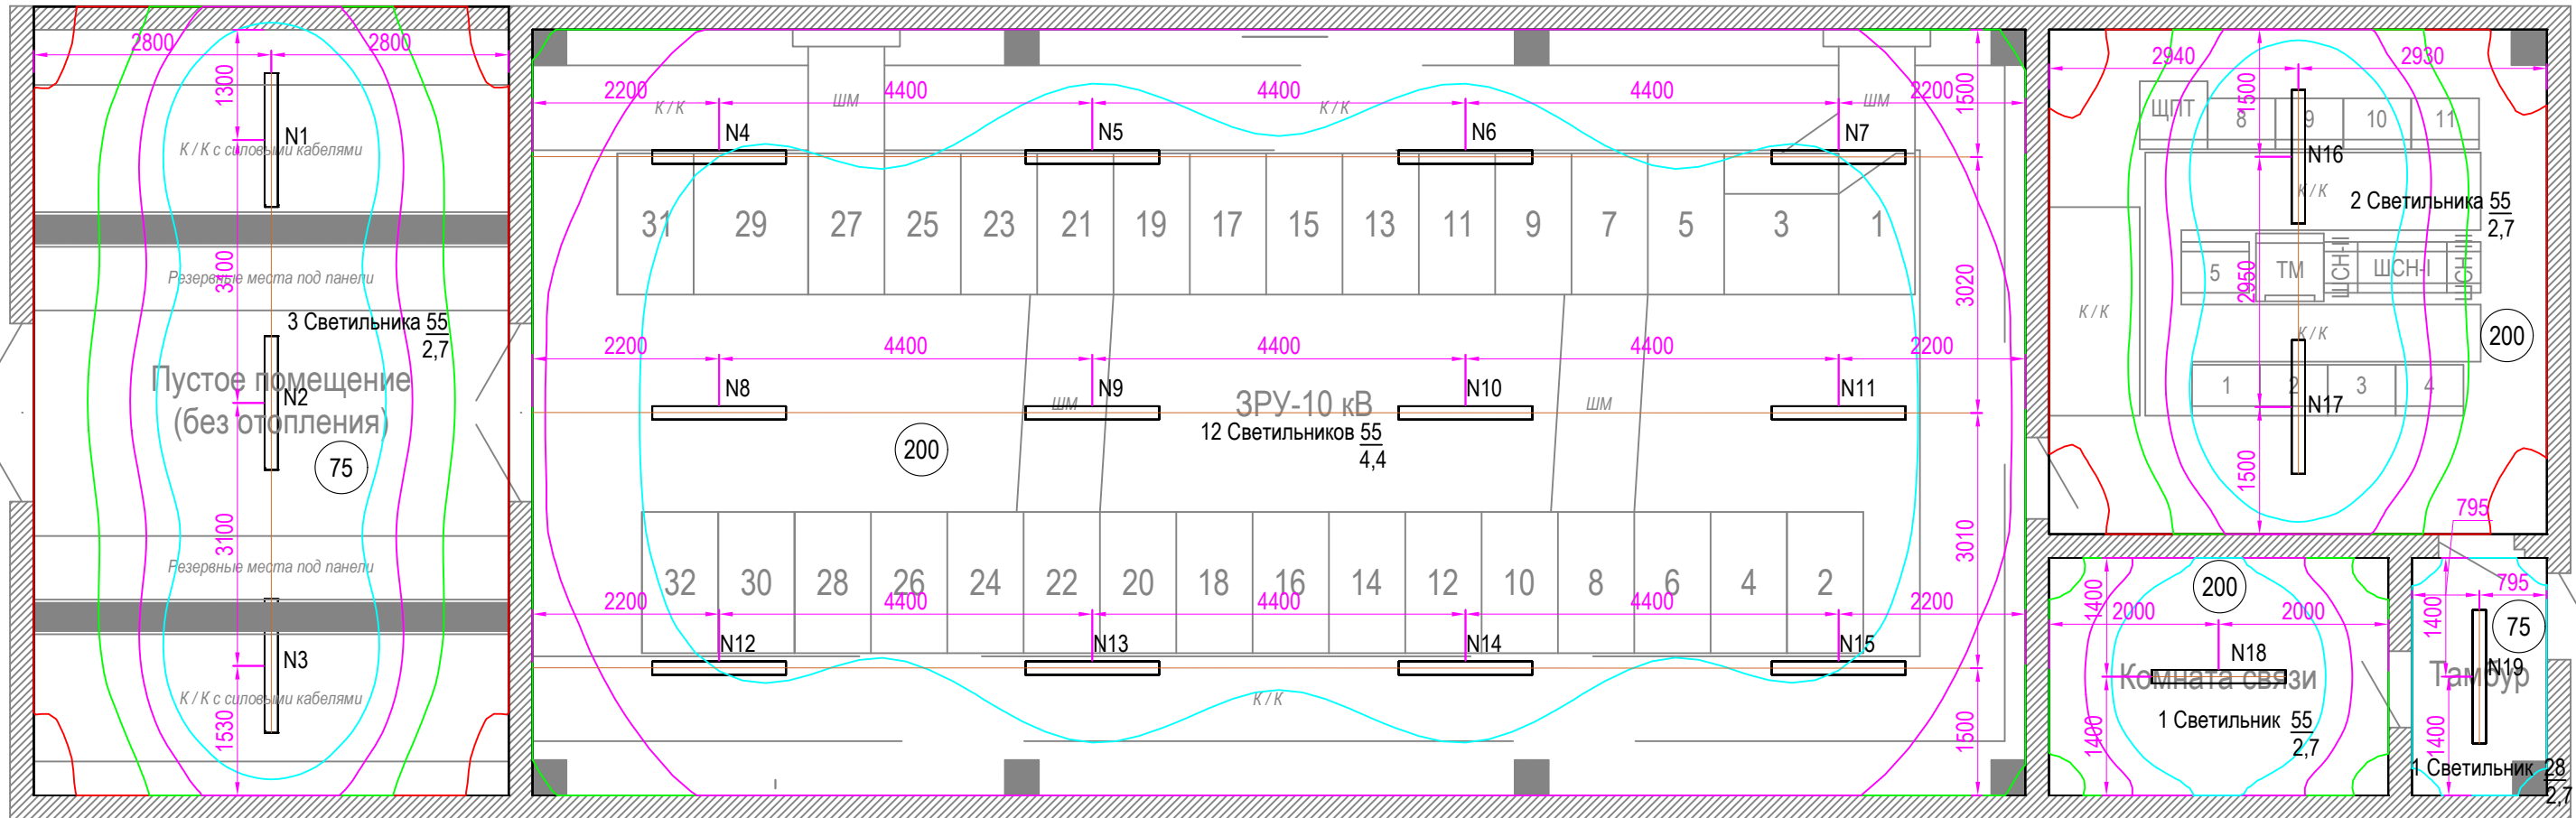 2800
2800
1300
N1
К / К с силовыми кабелями
3100
Резервные места под панели
3 Светильника 55
2,7
Пустое помещение
N2
(без отопления)
75
3100
Резервные места под панели
N3
К / К с силовыми кабелями
1530
2200
4400
4400
4400
2200
1500
К / К
ШМ
К / К
ШМ
N4
N5
N6
N7
31
29
27
25
23
21
19
17
15
13
11
9
7
5
3
1
3020
2200
4400
4400
4400
2200
N8
N9
N10
N11
ШМ
ЗРУ-10 кВ
ШМ
12 Светильников 55
4,4
200
3010
32
30
28
26
24
22
20
18
16
14
12
10
8
6
4
2
2200
4400
4400
4400
2200
N12
N13
N14
N15
К / К
1500
2940
2930
1500
ЩПТ
8
9
10
11
N16
К / К
2 Светильника 55
2,7
5
ТМ
ЩСН-II
ЩСН-I
ЩСН-III
2950
К / К
К / К
200
1
2
3
4
N17
1500
795
1400
200
2000
2000
N18
Комната связи
1 Светильник 55
2,7
1400
795
1400
75
N19
Тамбур
1400
1 Светильник 28
2,7